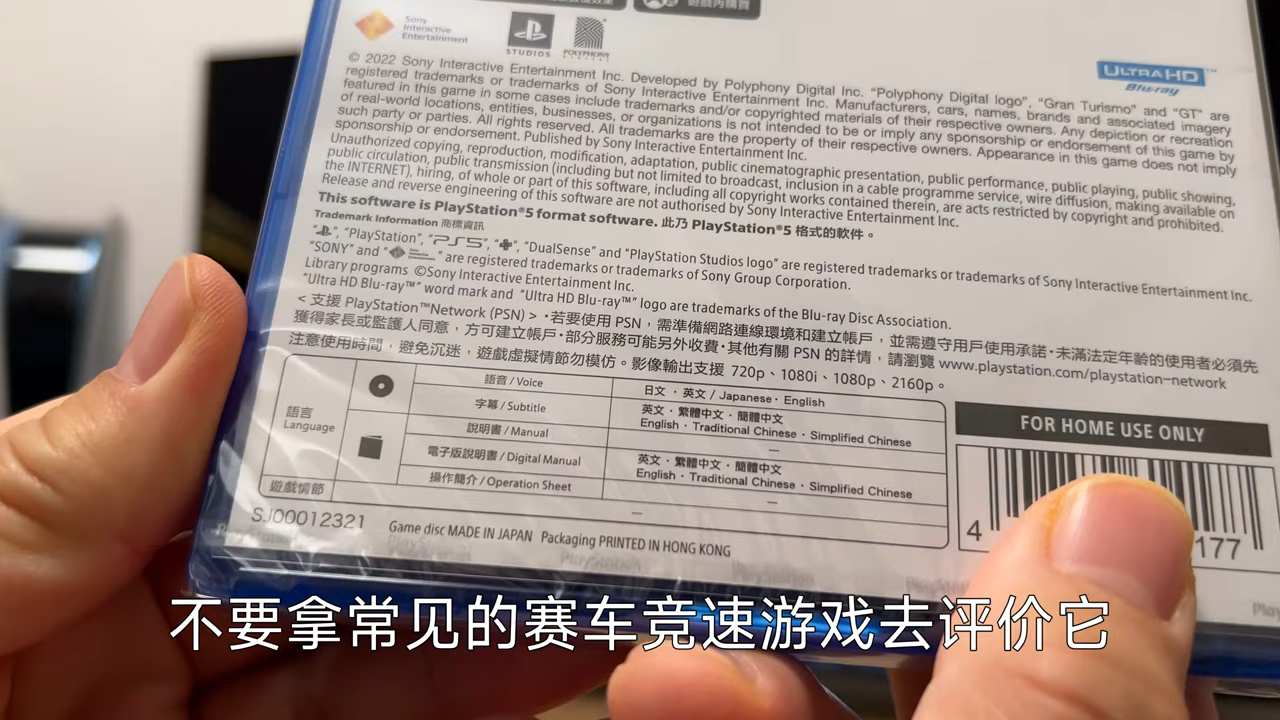 遊戲內購買
Sony
Interactive
Entertainment
STUDIOS
POLYPHONY
DIGITAL
ULTRA HD
Blu-ray
© 2022 Sony Interactive Entertainment Inc. Developed by Polyphony Digital Inc. “Polyphony Digital logo”, “Gran Turismo” and “GT” are
registered trademarks or trademarks of Sony Interactive Entertainment Inc. Manufacturers, cars, names, brands and associated imagery
featured in this game in some cases include trademarks and/or copyrighted materials of their respective owners. Any depiction or recreation
of real-world locations, entities, businesses, or organizations is not intended to be or imply any sponsorship or endorsement of this game by
such party or parties. All rights reserved. All trademarks are the property of their respective owners. Appearance in this game does not imply
sponsorship or endorsement. Published by Sony Interactive Entertainment Inc.
Unauthorized copying, reproduction, modification, adaptation, public cinematographic presentation, public performance, public playing, public showing,
public circulation, public transmission (including but not limited to broadcast, inclusion in a cable programme service, wire diffusion, making available on
the INTERNET), hiring, of whole or part of this software, including all copyright works contained therein, are acts restricted by copyright and prohibited.
Release and reverse engineering of this software are not authorised by Sony Interactive Entertainment Inc.
This software is PlayStation®5 format software. 此乃 PlayStation®5 格式的軟件。
Trademark Information 商標資訊
“ ”, “PlayStation”, “PS5”, “ ”, “DualSense” and “PlayStation Studios logo” are registered trademarks or trademarks of Sony Interactive Entertainment Inc.
“SONY” and “ ” are registered trademarks or trademarks of Sony Group Corporation.
Library programs ©Sony Interactive Entertainment Inc.
“Ultra HD Blu-ray™” word mark and “Ultra HD Blu-ray™” logo are trademarks of the Blu-ray Disc Association.
< 支援 PlayStation™Network (PSN) > ・若要使用 PSN，需準備網路連線環境和建立帳戶，並需遵守用戶使用承諾・未滿法定年齡的使用者必須先
獲得家長或監護人同意，方可建立帳戶・部分服務可能另外收費・其他有關 PSN 的詳情，請瀏覽 www.playstation.com/playstation-network
注意使用時間，避免沉迷，遊戲虛擬情節勿模仿。影像輸出支援 720p、1080i、1080p、2160p。
語言
Language
語音 / Voice
日文・英文 / Japanese・English
字幕 / Subtitle
英文・繁體中文・簡體中文
English・Traditional Chinese・Simplified Chinese
說明書 / Manual
—
電子版說明書 / Digital Manual
英文・繁體中文・簡體中文
English・Traditional Chinese・Simplified Chinese
操作簡介 / Operation Sheet
—
遊戲情節
—
FOR HOME USE ONLY
4
177
SJ00012321
Game disc MADE IN JAPAN Packaging PRINTED IN HONG KONG
不要拿常见的赛车竞速游戏去评价它